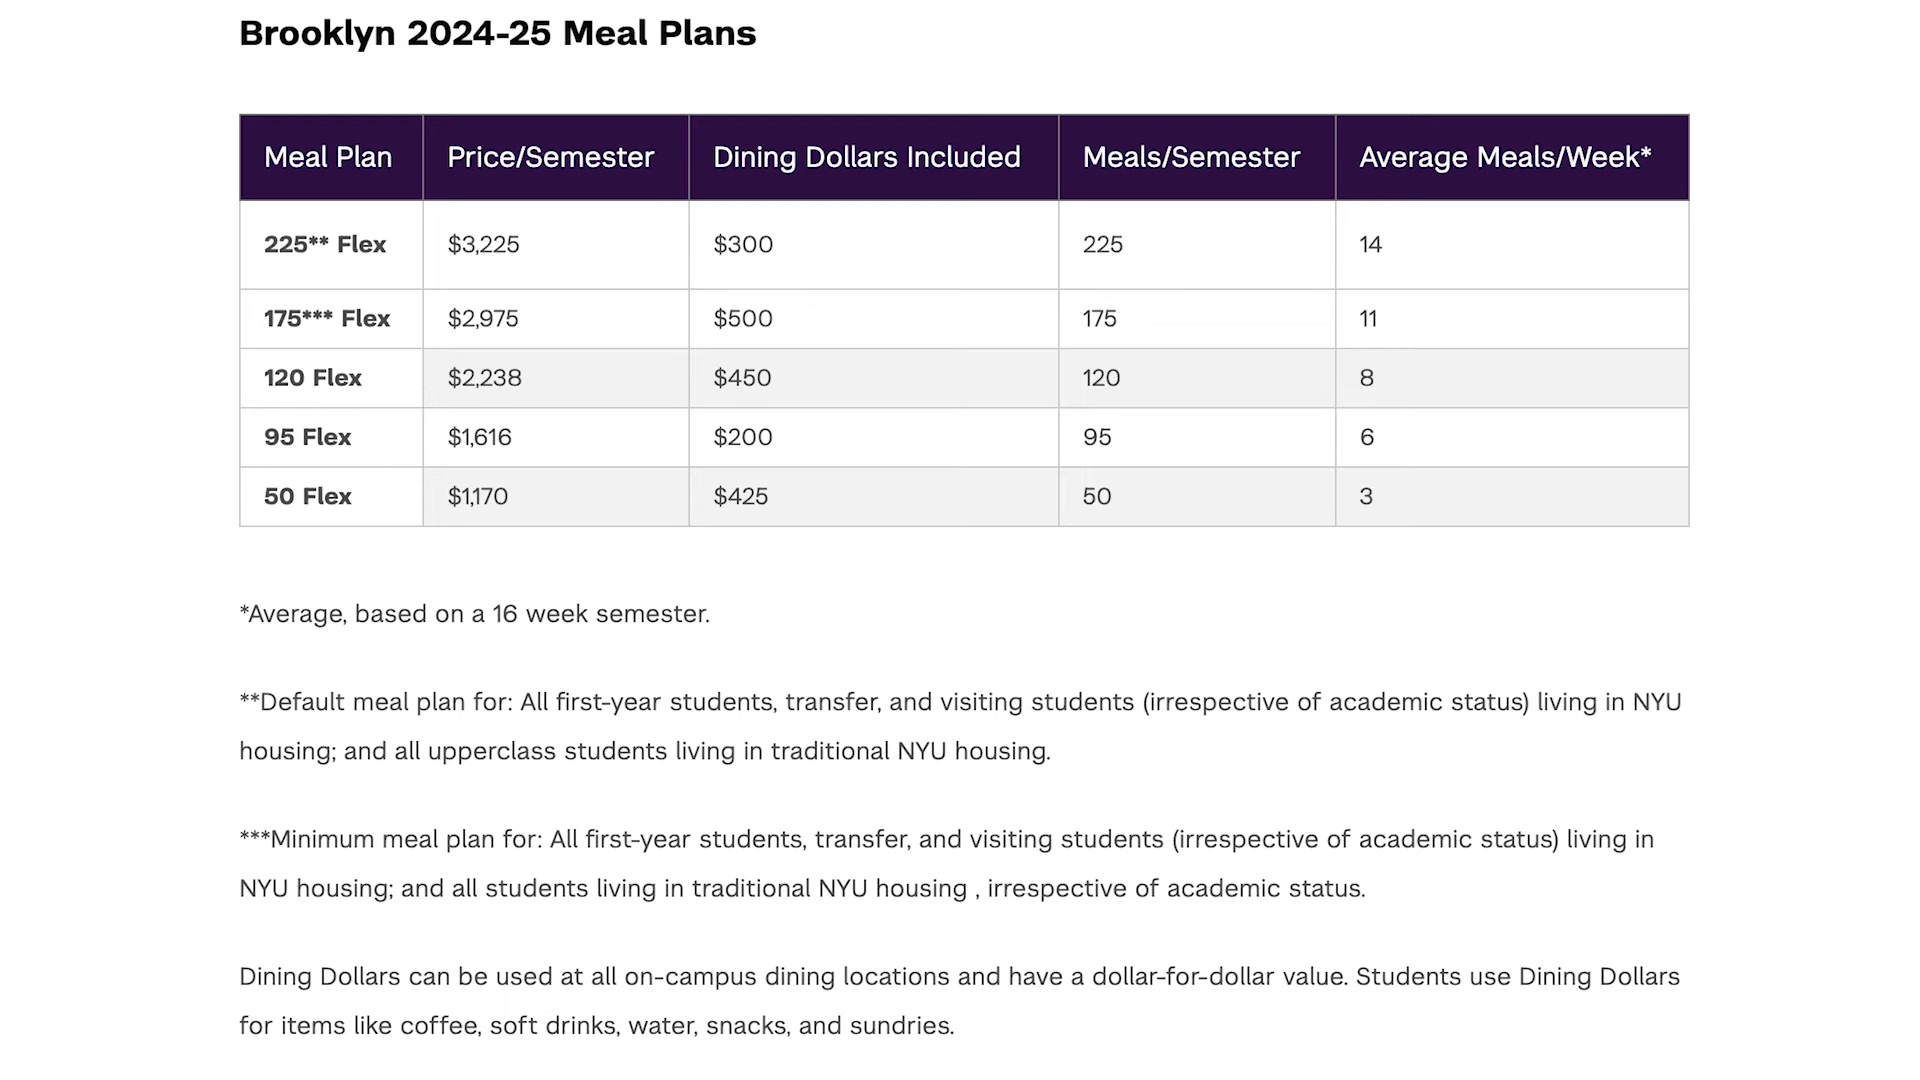 Brooklyn 2024-25 Meal Plans
Meal Plan Price/Semester Dining Dollars Included Meals/Semester Average Meals/Week*
225** Flex $3,225 $300 225 14
175*** Flex $2,975 $500 175 11
120 Flex $2,238 $450 120 8
95 Flex $1,616 $200 95 6
50 Flex $1,170 $425 50 3
*Average, based on a 16 week semester.
**Default meal plan for: All first-year students, transfer, and visiting students (irrespective of academic status) living in NYU
housing; and all upperclass students living in traditional NYU housing.
***Minimum meal plan for: All first-year students, transfer, and visiting students (irrespective of academic status) living in
NYU housing; and all students living in traditional NYU housing , irrespective of academic status.
Dining Dollars can be used at all on-campus dining locations and have a dollar-for-dollar value. Students use Dining Dollars
for items like coffee, soft drinks, water, snacks, and sundries.